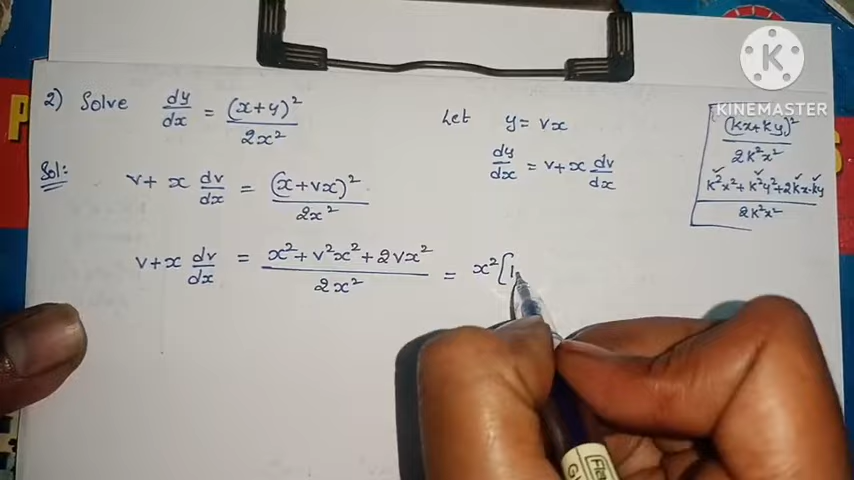 2) Solve dy/dx = (x+y)²/2x²
Let y = vx
dy/dx = v+x dv/dx
Sol:
v+ x dv/dx = (x+vx)²/2x²
v+x dv/dx = x²+v²x²+2vx²/2x² = x²[1
(kx+ky)²/2k²x²
k²x²+k²y²+2kx·ky/2k²x²
K
KINEMASTER